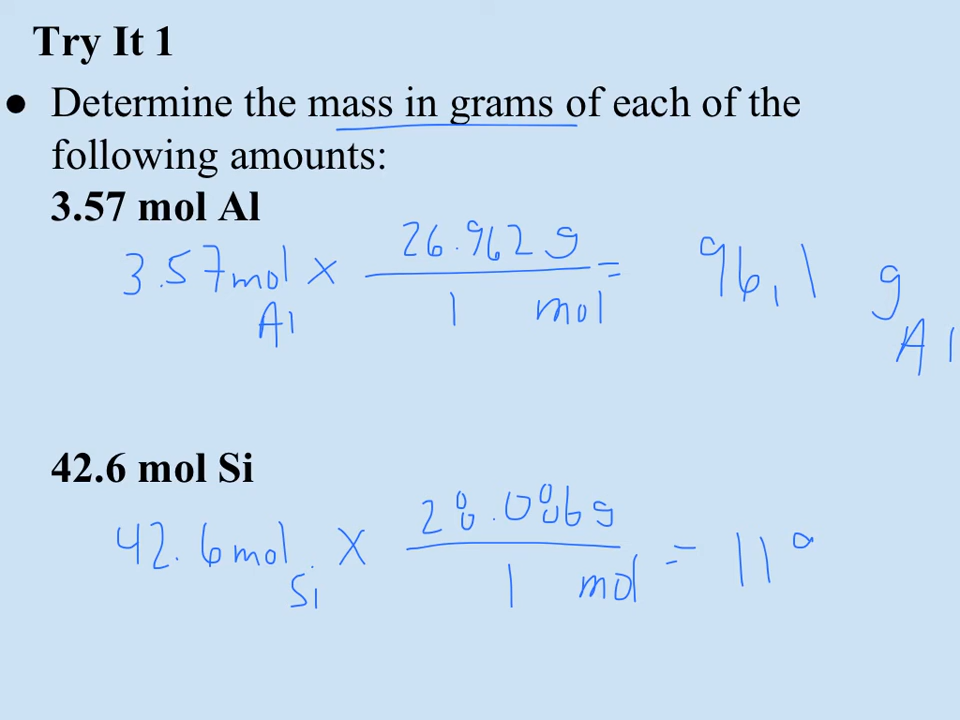 Try It 1
● Determine the mass in grams of each of the
following amounts:
3.57 mol Al
3.57 mol Al × 26.962 g / 1 mol = 96.1 g Al
42.6 mol Si
42.6 mol Si × 28.086 g / 1 mol = 11